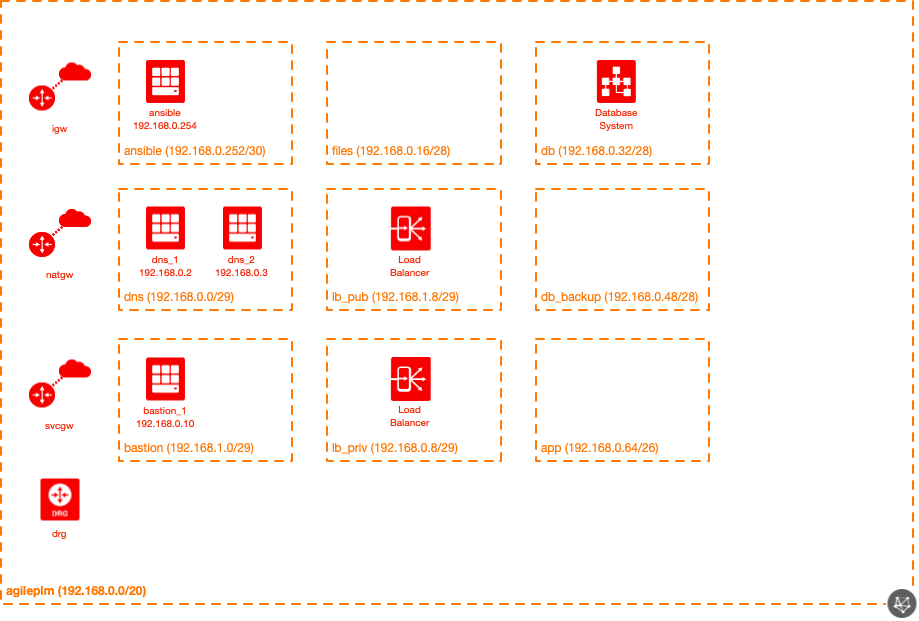 igw
ansible
192.168.0.254
ansible (192.168.0.252/30)
files (192.168.0.16/28)
Database
System
db (192.168.0.32/28)
natgw
dns_1
192.168.0.2
dns_2
192.168.0.3
dns (192.168.0.0/29)
Load
Balancer
lb_pub (192.168.1.8/29)
db_backup (192.168.0.48/28)
svcgw
bastion_1
192.168.0.10
bastion (192.168.1.0/29)
Load
Balancer
lb_priv (192.168.0.8/29)
app (192.168.0.64/26)
DRG
drg
agileplm (192.168.0.0/20)